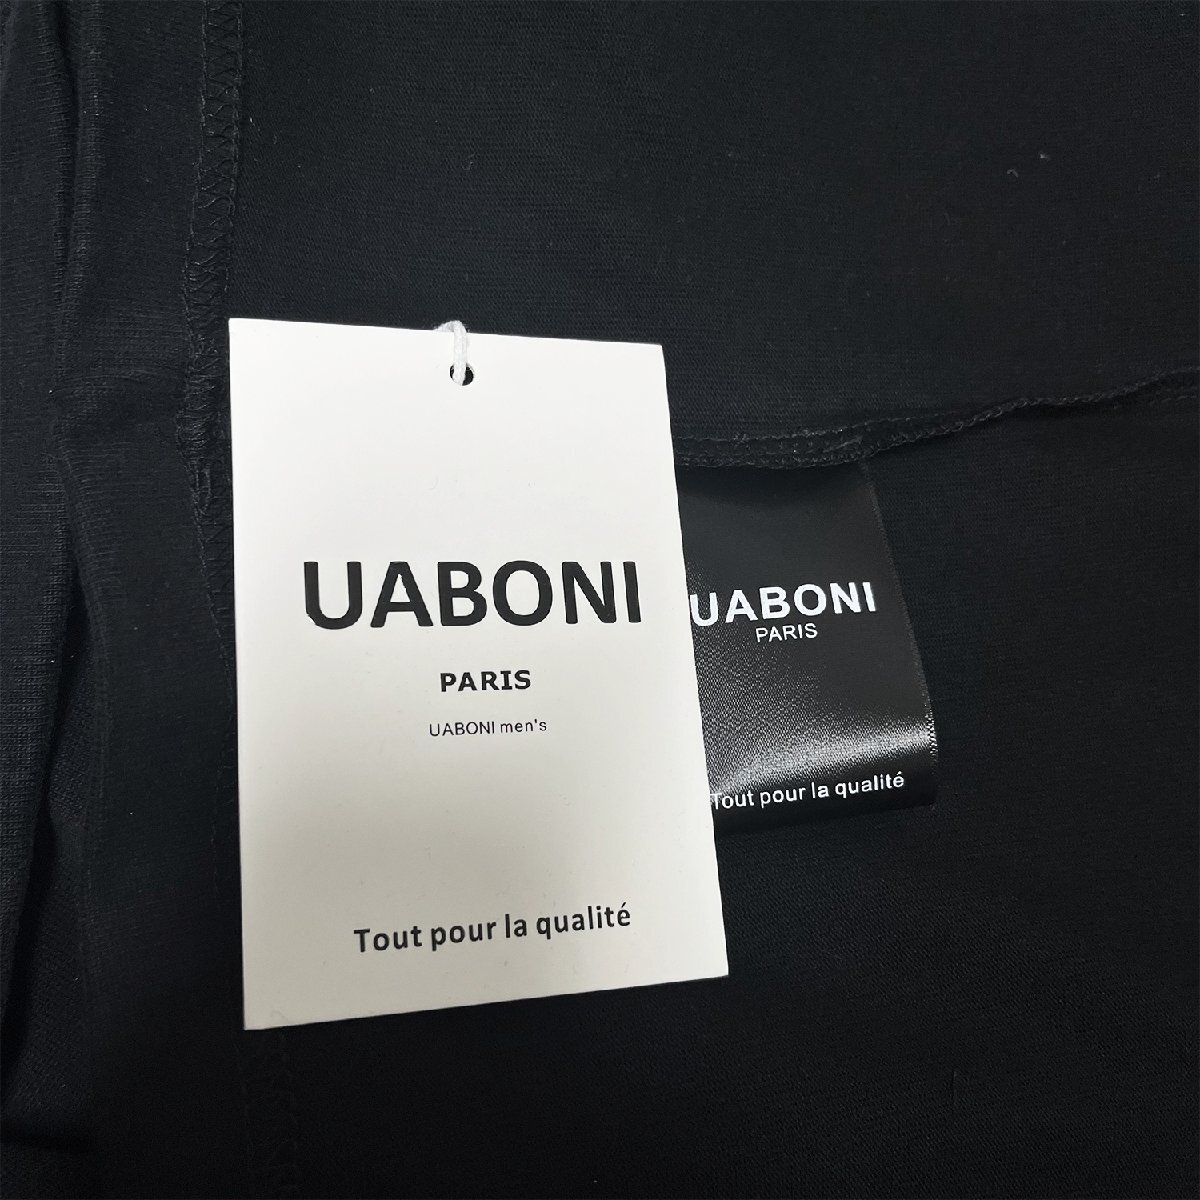 UABONI
PARIS
UABONI men's
Tout pour la qualité
UABONI
PARIS
Tout pour la qualité